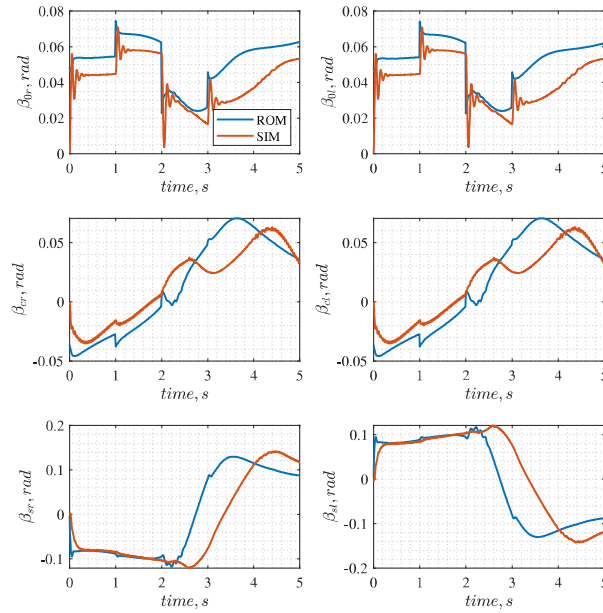 0.08
0.06
0.04
0.02
0
β0r, rad
0 1 2 3 4 5
time, s
ROM
SIM
0.08
0.06
0.04
0.02
0
β0l, rad
0 1 2 3 4 5
time, s
0.05
0
-0.05
βcr, rad
0 1 2 3 4 5
time, s
0.05
0
-0.05
βcl, rad
0 1 2 3 4 5
time, s
0.2
0.1
0
-0.1
βsr, rad
0 1 2 3 4 5
time, s
0.1
0
-0.1
-0.2
βsl, rad
0 1 2 3 4 5
time, s